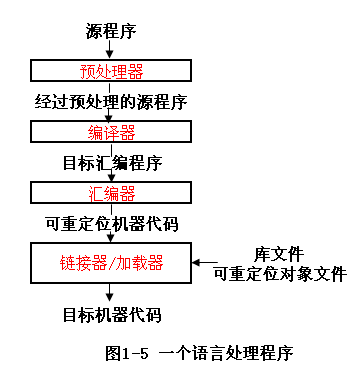 源程序
预处理器
经过预处理的源程序
编译器
目标汇编程序
汇编器
可重定位机器代码
链接器/加载器
库文件
可重定位对象文件
目标机器代码
图1-5 一个语言处理程序